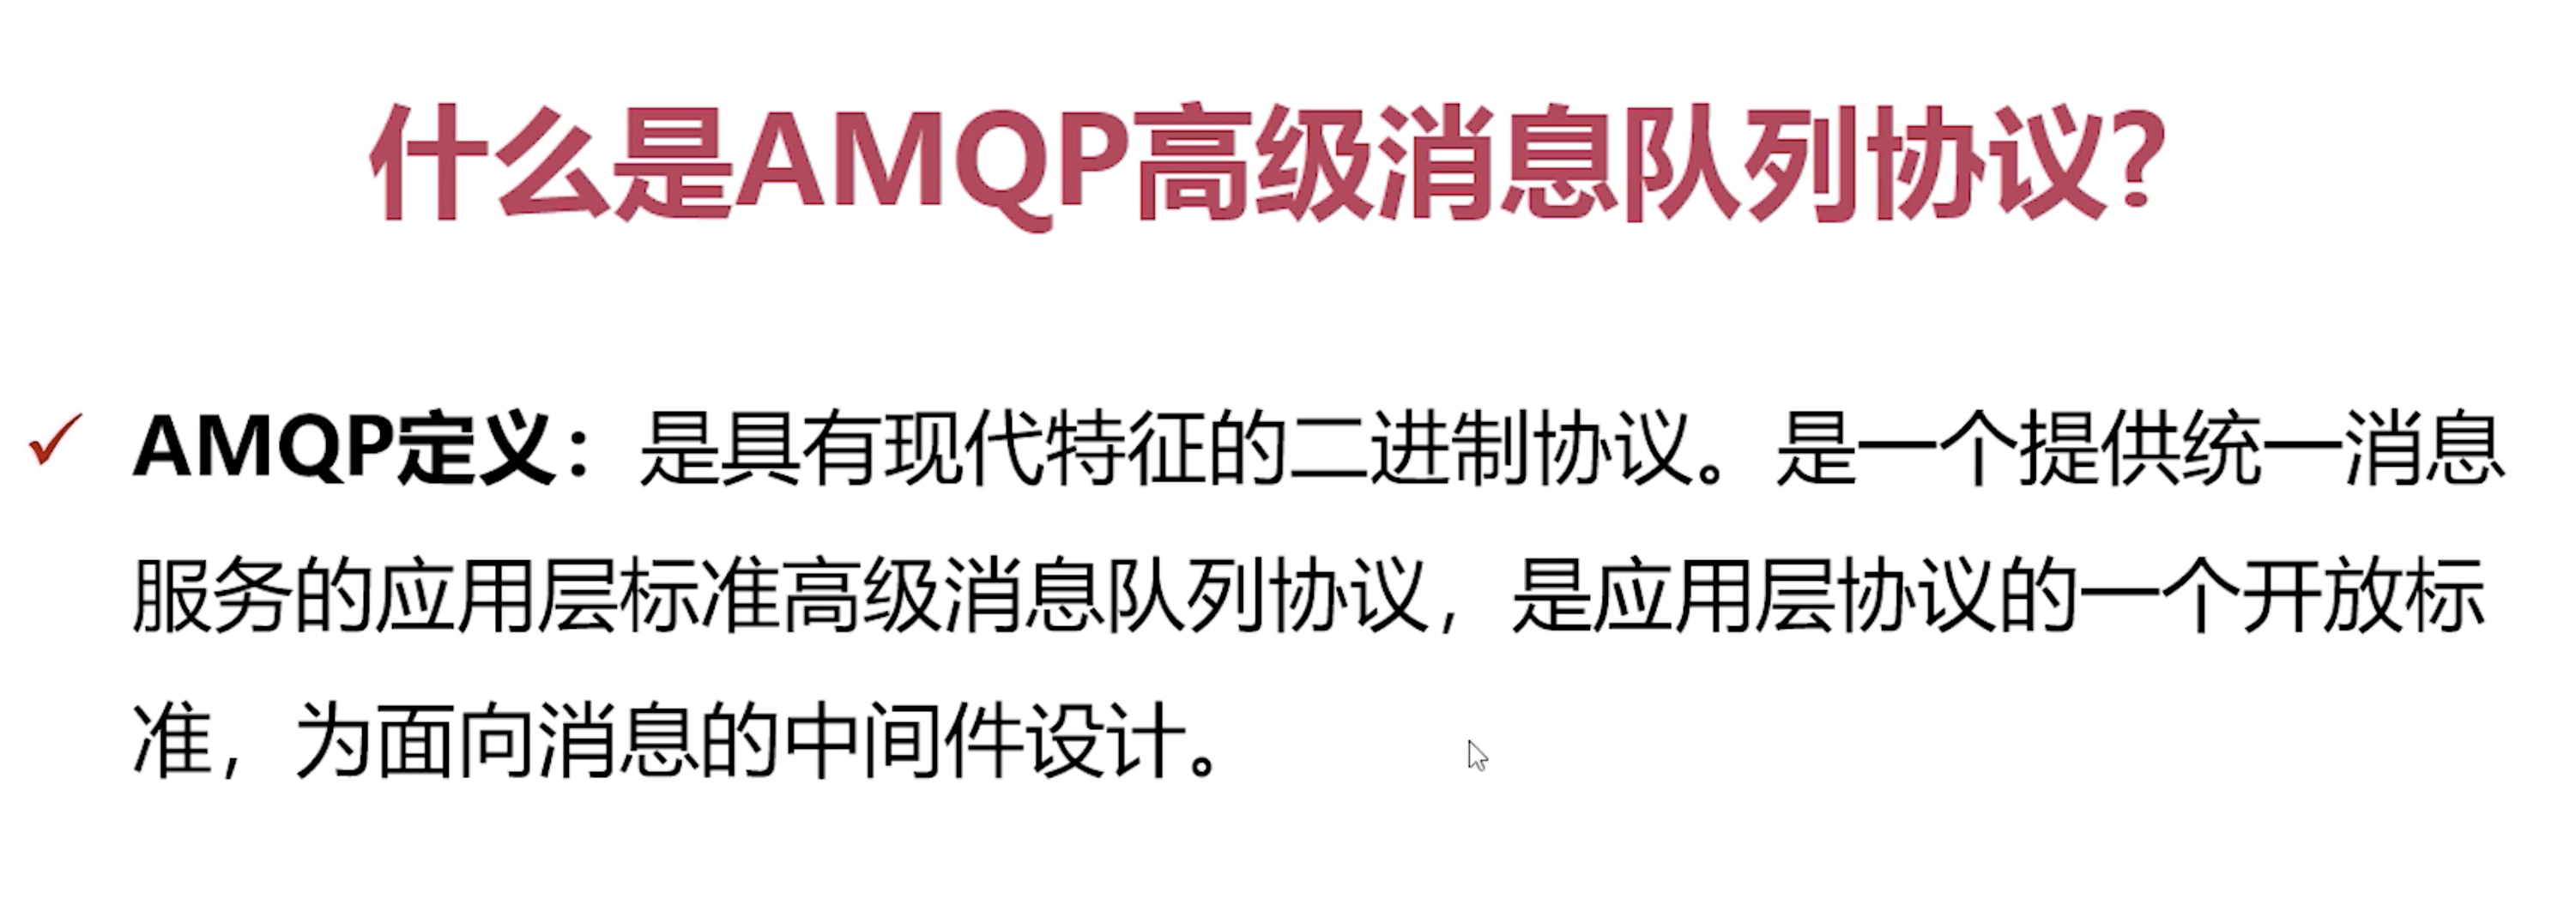 什么是AMQP高级消息队列协议?
AMQP定义：是具有现代特征的二进制协议。是一个提供统一消息
服务的应用层标准高级消息队列协议，是应用层协议的一个开放标
准，为面向消息的中间件设计。